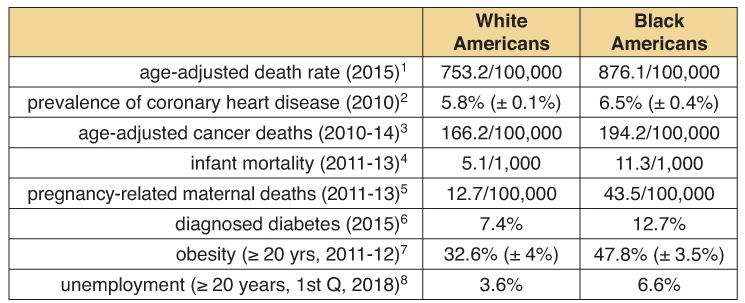 White Americans Black Americans
age-adjusted death rate (2015)¹ 753.2/100,000 876.1/100,000
prevalence of coronary heart disease (2010)² 5.8% (± 0.1%) 6.5% (± 0.4%)
age-adjusted cancer deaths (2010-14)³ 166.2/100,000 194.2/100,000
infant mortality (2011-13)⁴ 5.1/1,000 11.3/1,000
pregnancy-related maternal deaths (2011-13)⁵ 12.7/100,000 43.5/100,000
diagnosed diabetes (2015)⁶ 7.4% 12.7%
obesity (≥ 20 yrs, 2011-12)⁷ 32.6% (± 4%) 47.8% (± 3.5%)
unemployment (≥ 20 years, 1st Q, 2018)⁸ 3.6% 6.6%